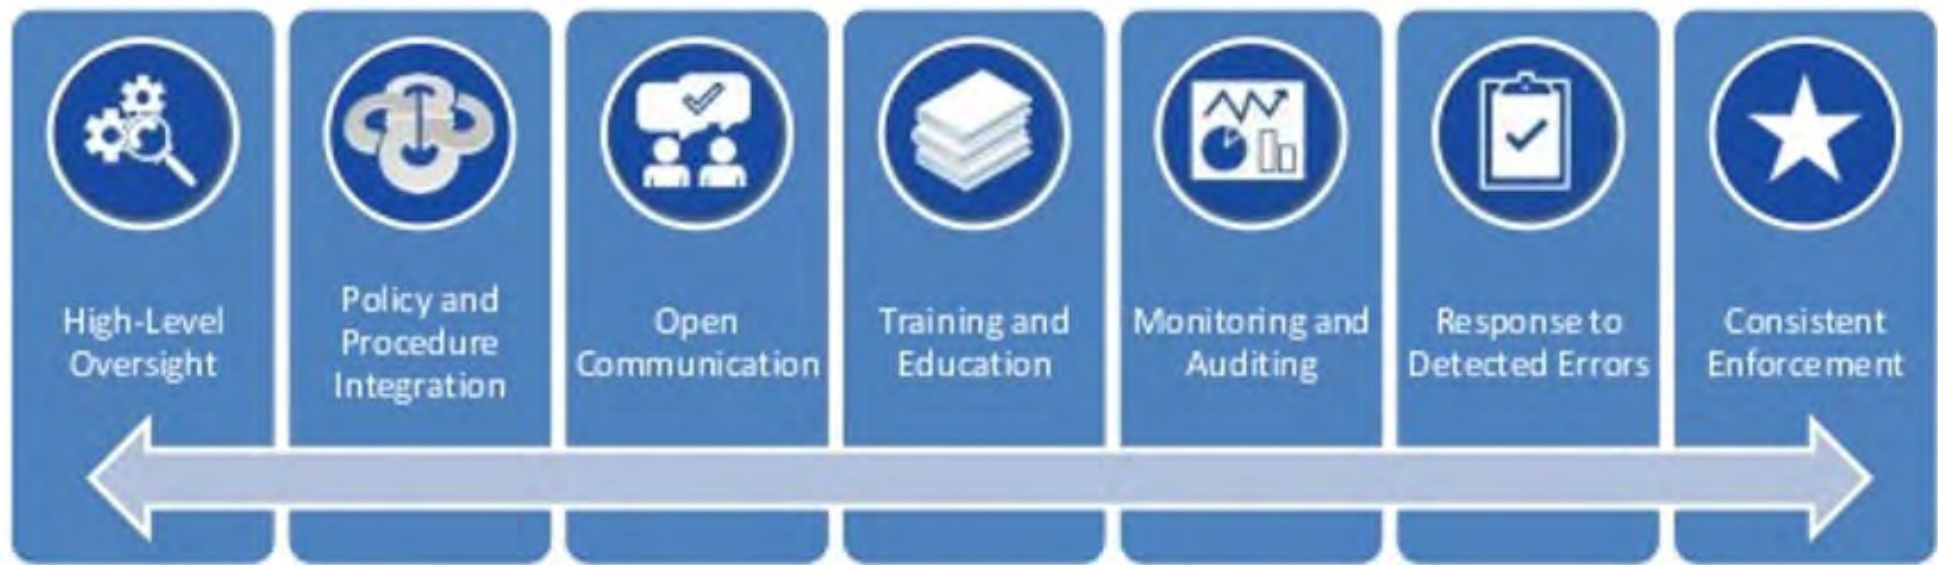 High-Level
Oversight
Policy and
Procedure
Integration
Open
Communication
Training and
Education
Monitoring and
Auditing
Response to
Detected Errors
Consistent
Enforcement